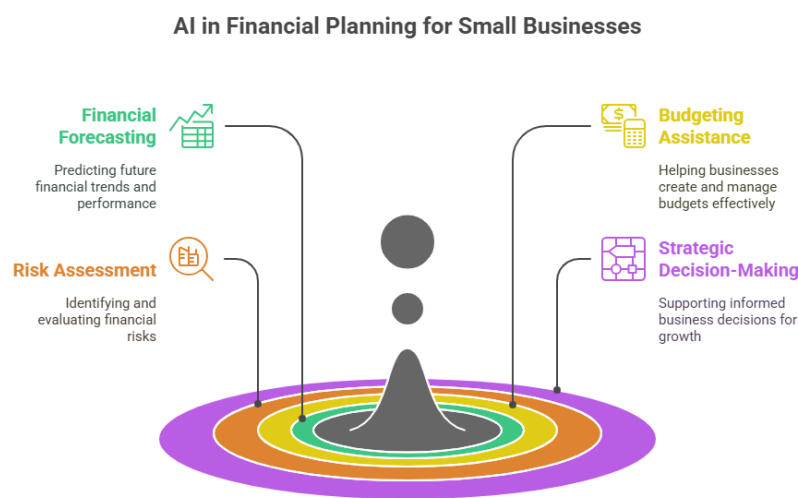 AI in Financial Planning for Small Businesses
Financial
Forecasting
Predicting future
financial trends and
performance
Budgeting
Assistance
Helping businesses
create and manage
budgets effectively
Risk Assessment
Identifying and
evaluating financial
risks
Strategic
Decision-Making
Supporting informed
business decisions for
growth